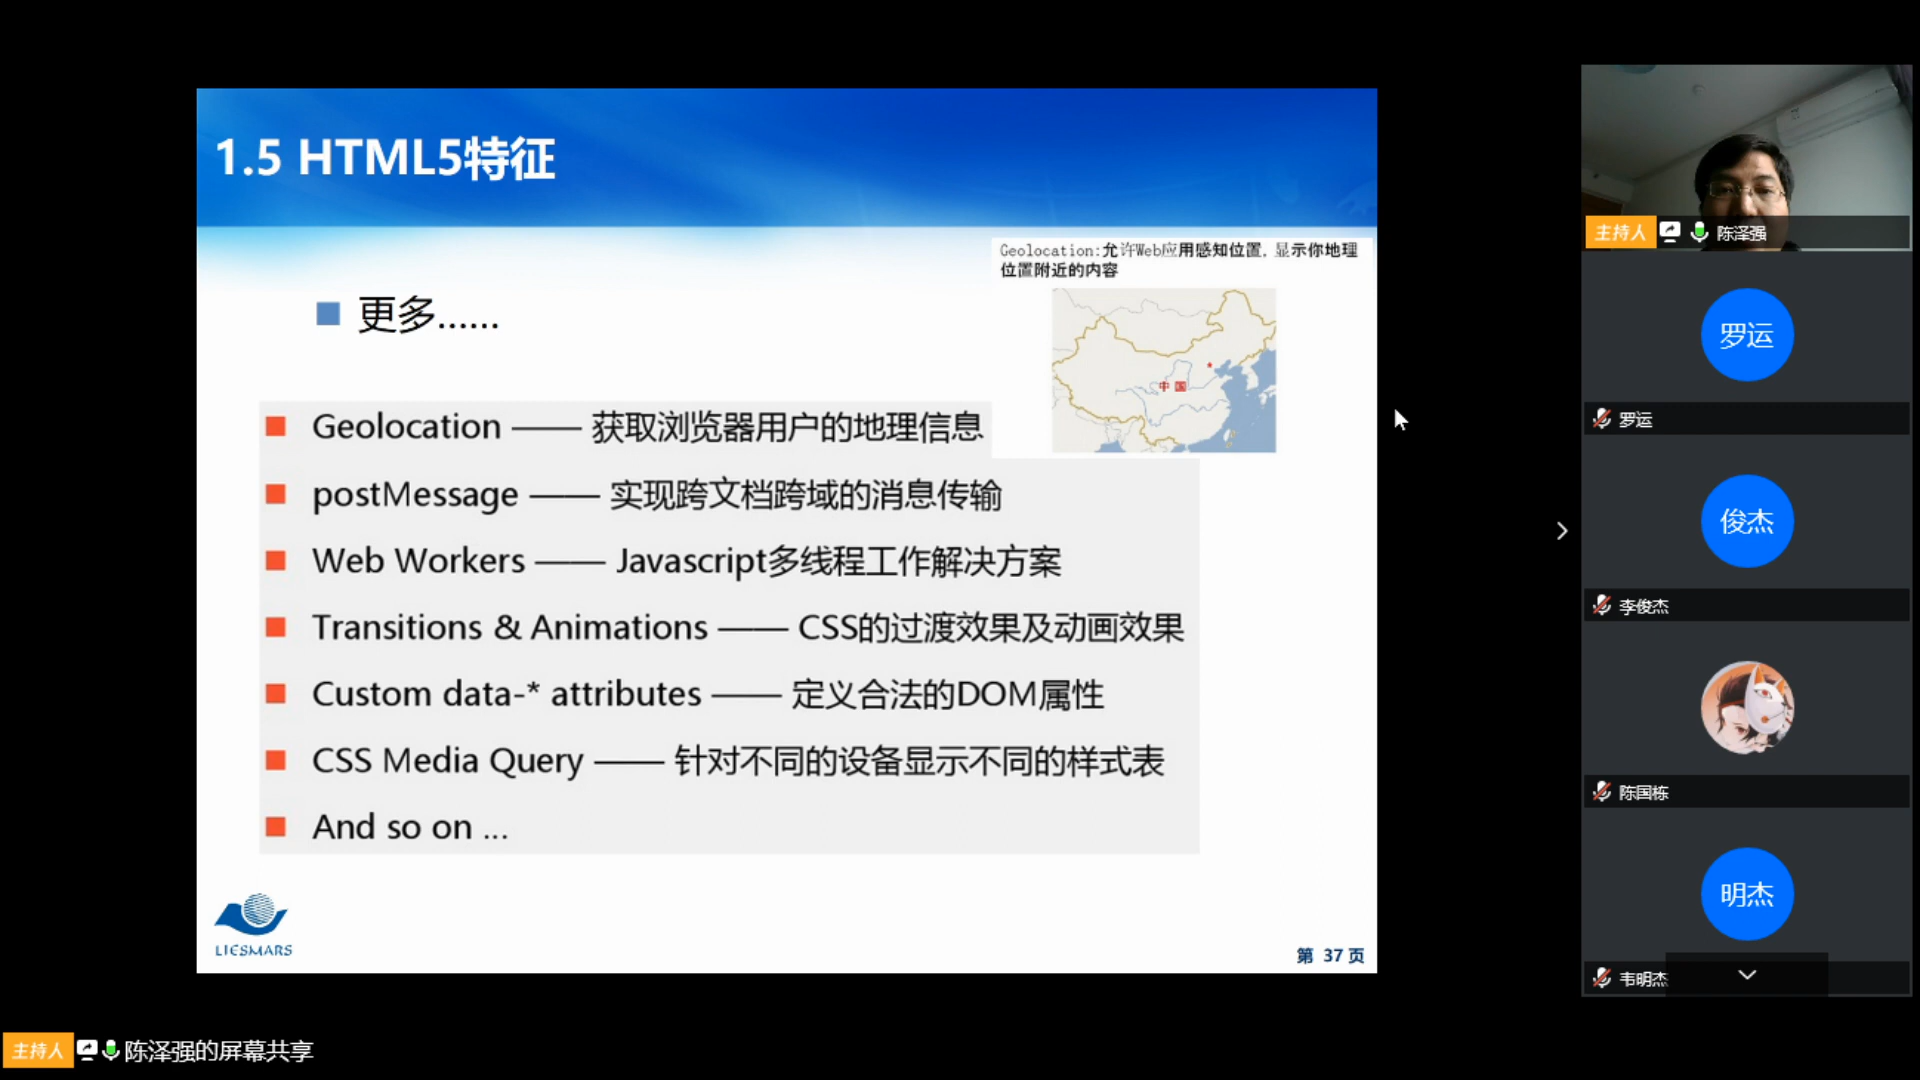 1.5 HTML5特征
Geolocation:允许Web应用感知位置, 显示你地理
位置附近的内容
更多......
中国
Geolocation —— 获取浏览器用户的地理信息
postMessage —— 实现跨文档跨域的消息传输
Web Workers —— Javascript多线程工作解决方案
Transitions & Animations —— CSS的过渡效果及动画效果
Custom data-* attributes —— 定义合法的DOM属性
CSS Media Query —— 针对不同的设备显示不同的样式表
And so on ...
LIESMARS
第 37 页
主持人 陈泽强
罗运
罗运
俊杰
李俊杰
陈国栋
明杰
韦明杰
主持人 陈泽强的屏幕共享